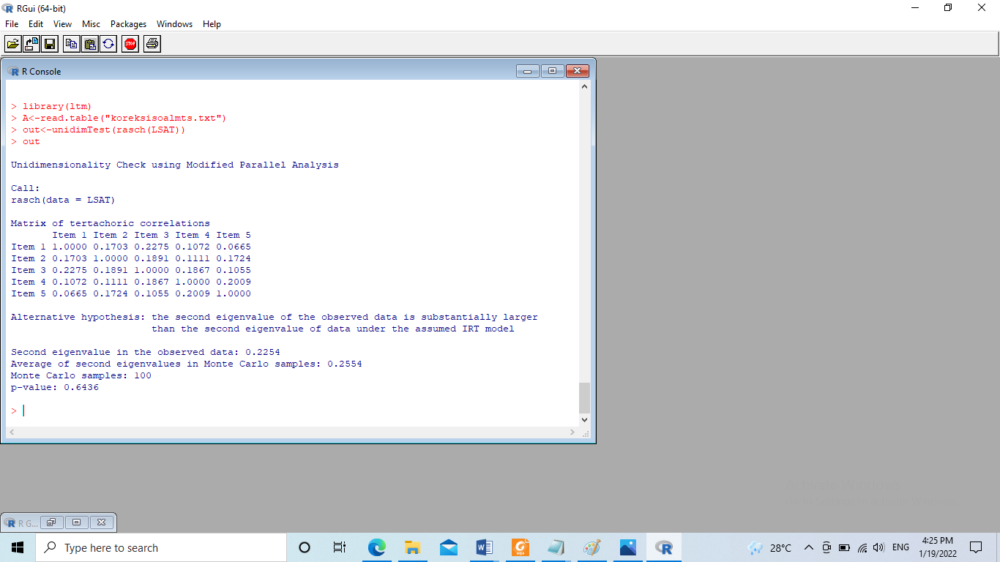 RGui (64-bit)
File Edit View Misc Packages Windows Help
STOP
R Console
> library(ltm)
> A<-read.table("koreksisoalmts.txt")
> out<-unidimTest(rasch(LSAT))
> out
Unidimensionality Check using Modified Parallel Analysis
Call:
rasch(data = LSAT)
Matrix of tertachoric correlations
Item 1 Item 2 Item 3 Item 4 Item 5
Item 1 1.0000 0.1703 0.2275 0.1072 0.0665
Item 2 0.1703 1.0000 0.1891 0.1111 0.1724
Item 3 0.2275 0.1891 1.0000 0.1867 0.1055
Item 4 0.1072 0.1111 0.1867 1.0000 0.2009
Item 5 0.0665 0.1724 0.1055 0.2009 1.0000
Alternative hypothesis: the second eigenvalue of the observed data is substantially larger
than the second eigenvalue of data under the assumed IRT model
Second eigenvalue in the observed data: 0.2254
Average of second eigenvalues in Monte Carlo samples: 0.2554
Monte Carlo samples: 100
p-value: 0.6436
>
R G...
Type here to search
28°C
ENG
4:25 PM
1/19/2022